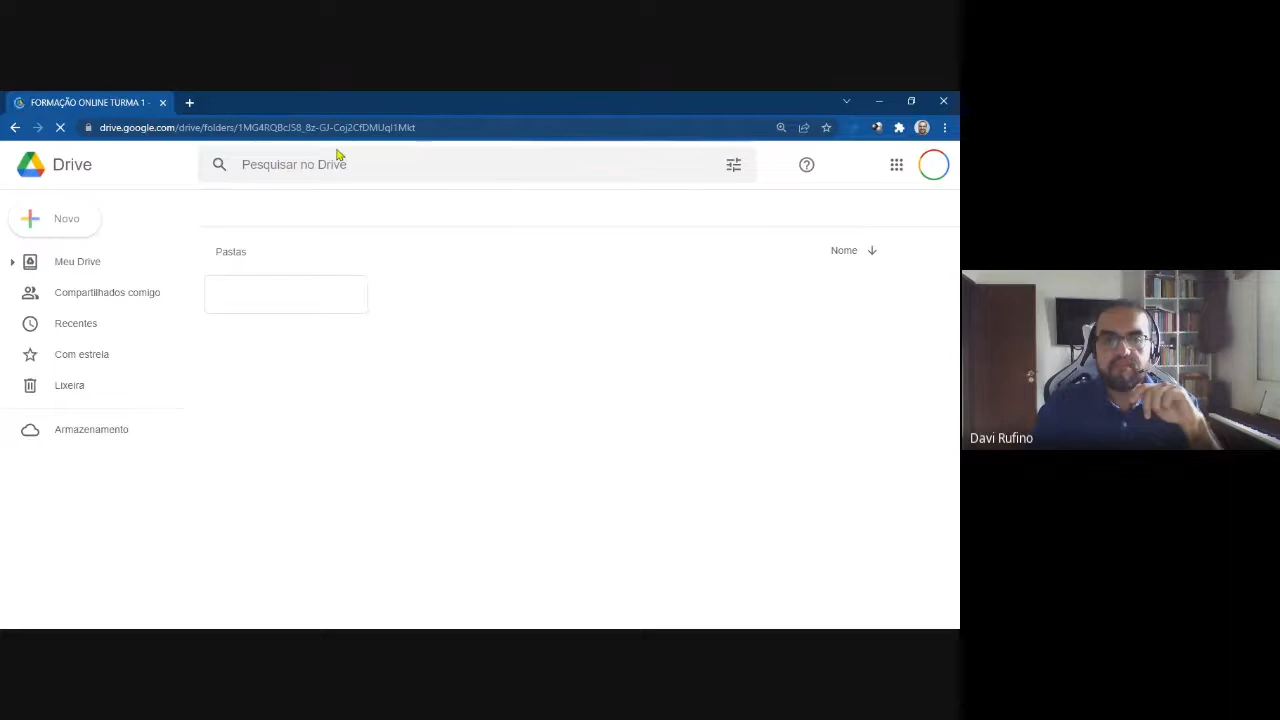 FORMAÇÃO ONLINE TURMA 1 -
drive.google.com/drive/folders/1MG4RQBcJS8_8z-GJ-Coj2CfDMUqI1Mkt
Drive
Pesquisar no Drive
Novo
Pastas
Nome
Meu Drive
Compartilhados comigo
Recentes
Com estrela
Lixeira
Armazenamento
Davi Rufino